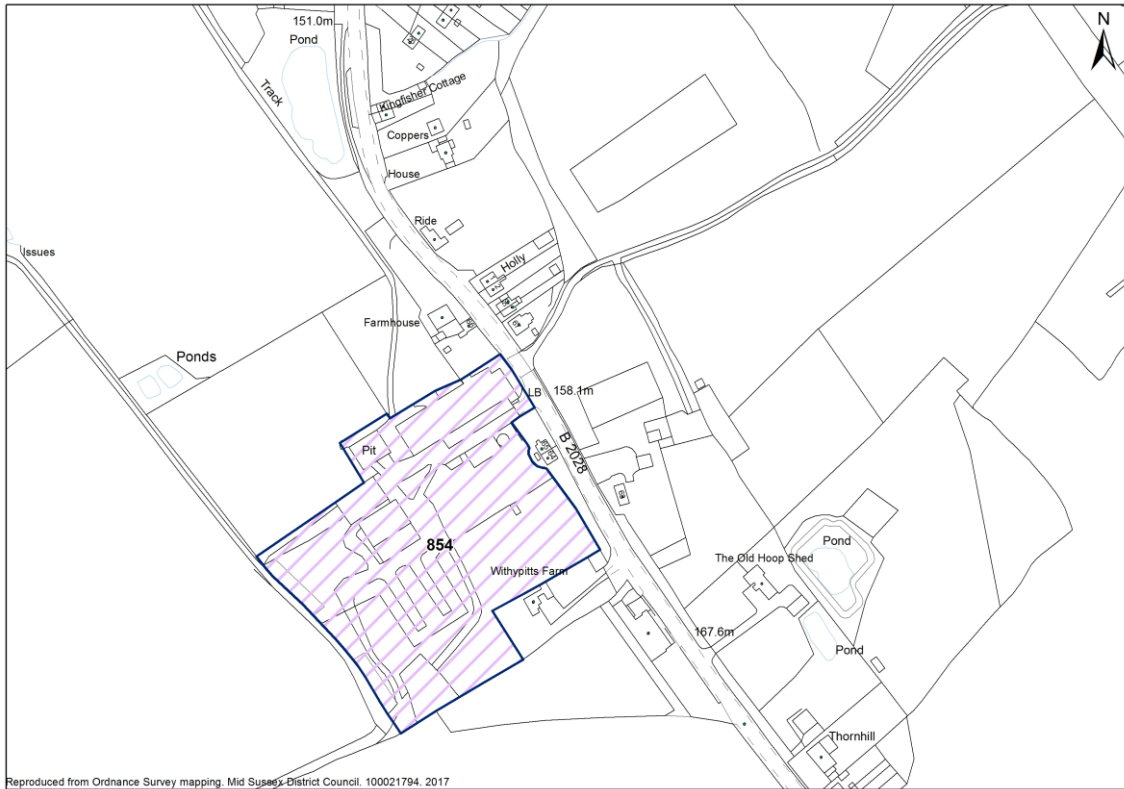 151.0m
Pond
N
Track
Kingfisher Cottage
Coppers
House
Ride
Issues
Holly
Farmhouse
Ponds
LB
158.1m
B 2028
Pit
854
Withypitts Farm
Pond
The Old Hoop Shed
167.6m
Pond
Thornhill
Reproduced from Ordnance Survey mapping. Mid Sussex District Council. 100021794. 2017